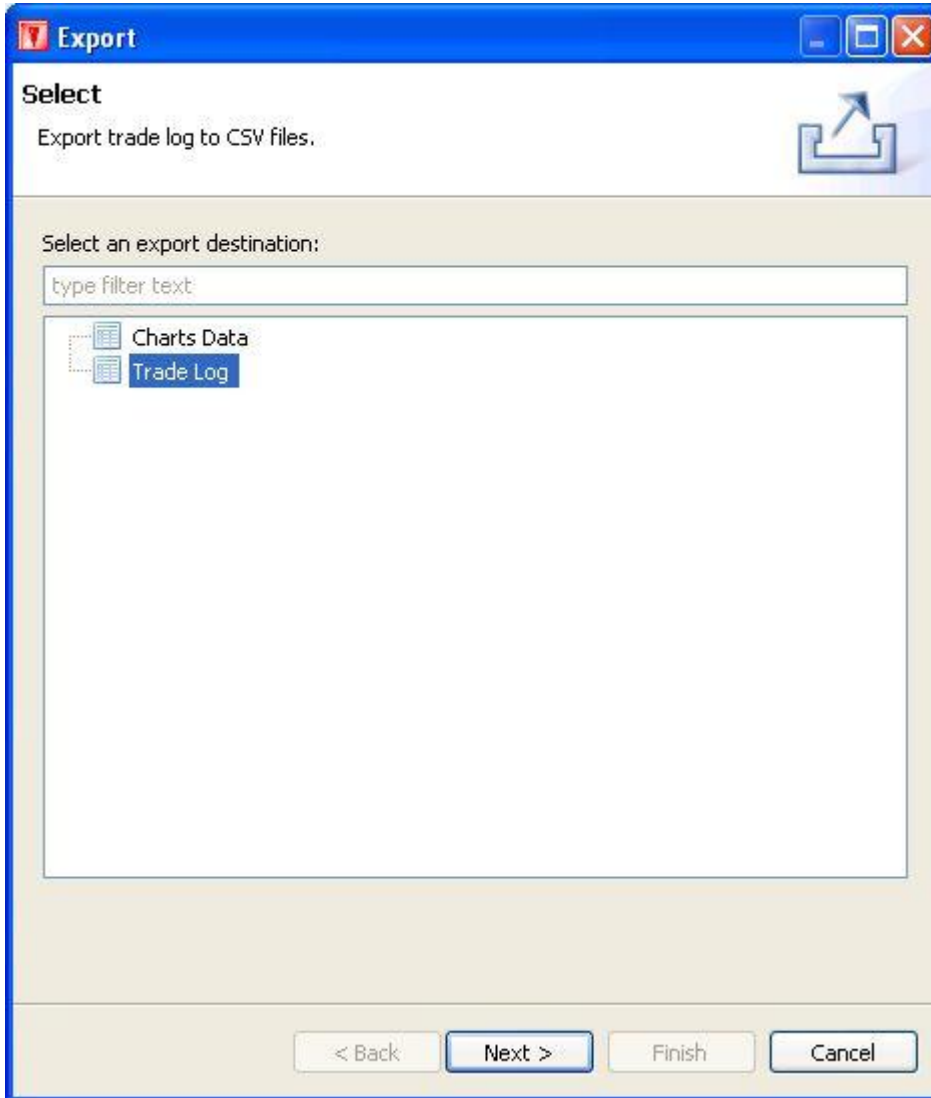 Export
Select
Export trade log to CSV files.
Select an export destination:
type filter text
Charts Data
Trade Log
< Back
Next >
Finish
Cancel